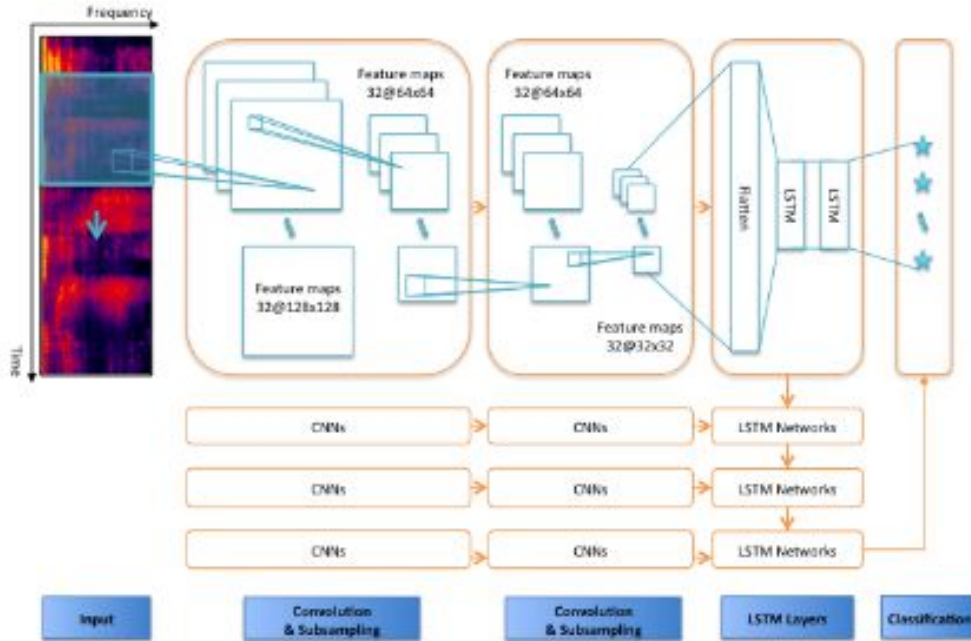 Frequency
Time
Feature maps
32@64x64
Feature maps
32@128x128
Feature maps
32@64x64
Feature maps
32@32x32
Flatten
LSTM
LSTM
CNNs
CNNs
LSTM Networks
CNNs
CNNs
LSTM Networks
CNNs
CNNs
LSTM Networks
Input
Convolution
& Subsampling
Convolution
& Subsampling
LSTM Layers
Classification